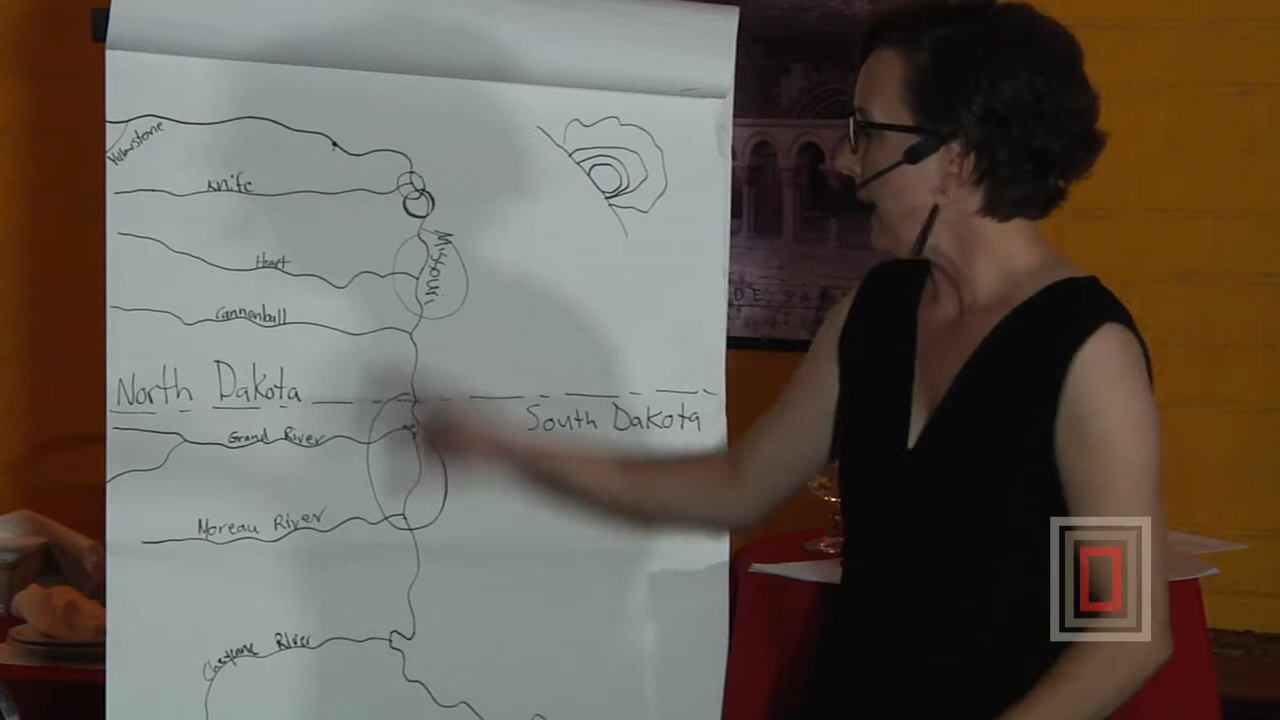 Yellowstone
Knife
Missouri
Heart
Cannonball
North Dakota
South Dakota
Grand River
Moreau River
Cheyenne River